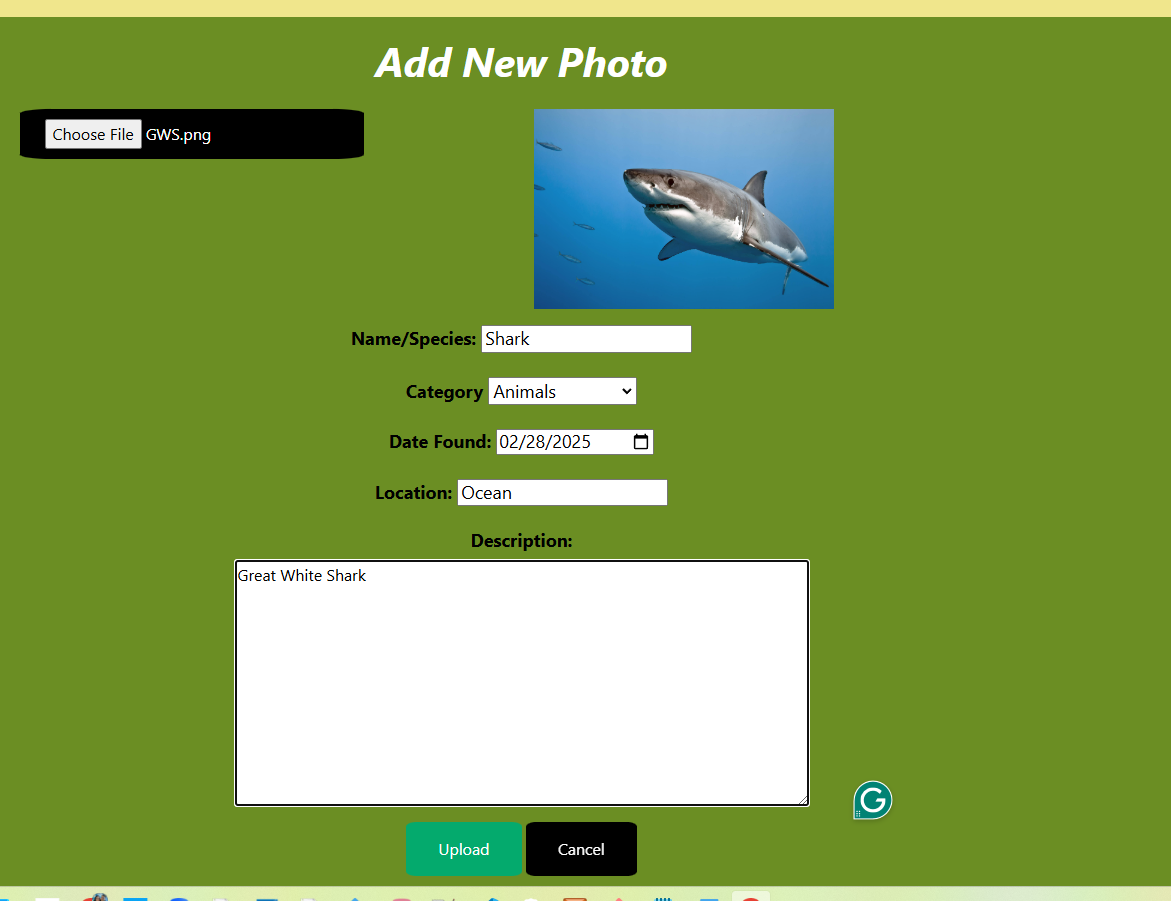 Add New Photo
Choose File GWS.png
Name/Species: Shark
Category Animals
Date Found: 02/28/2025
Location: Ocean
Description:
Great White Shark
G
Upload Cancel